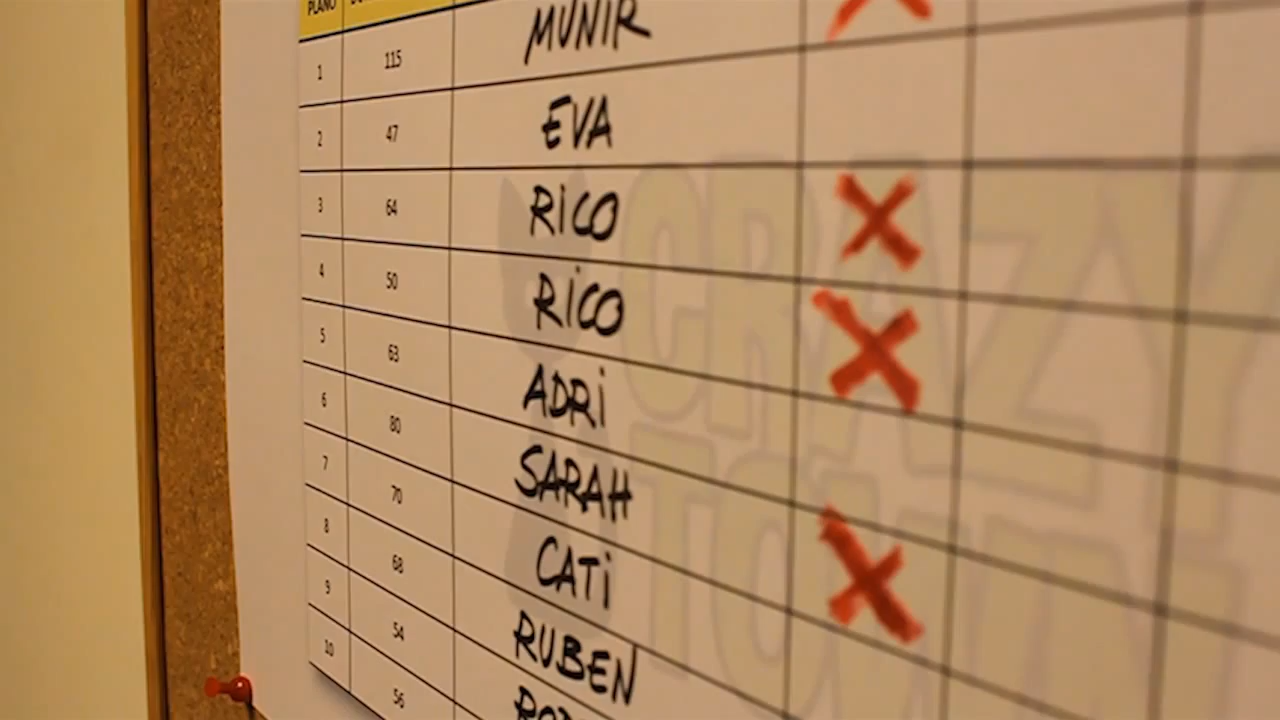 PLANO
1 115 MUNIR
2 47 EVA
3 64 RICO
4 50 RICO
5 63 ADRI
6 80 SARAH
7 70 CATI
8 68 RUBEN
9 54
10 56
CRAZY